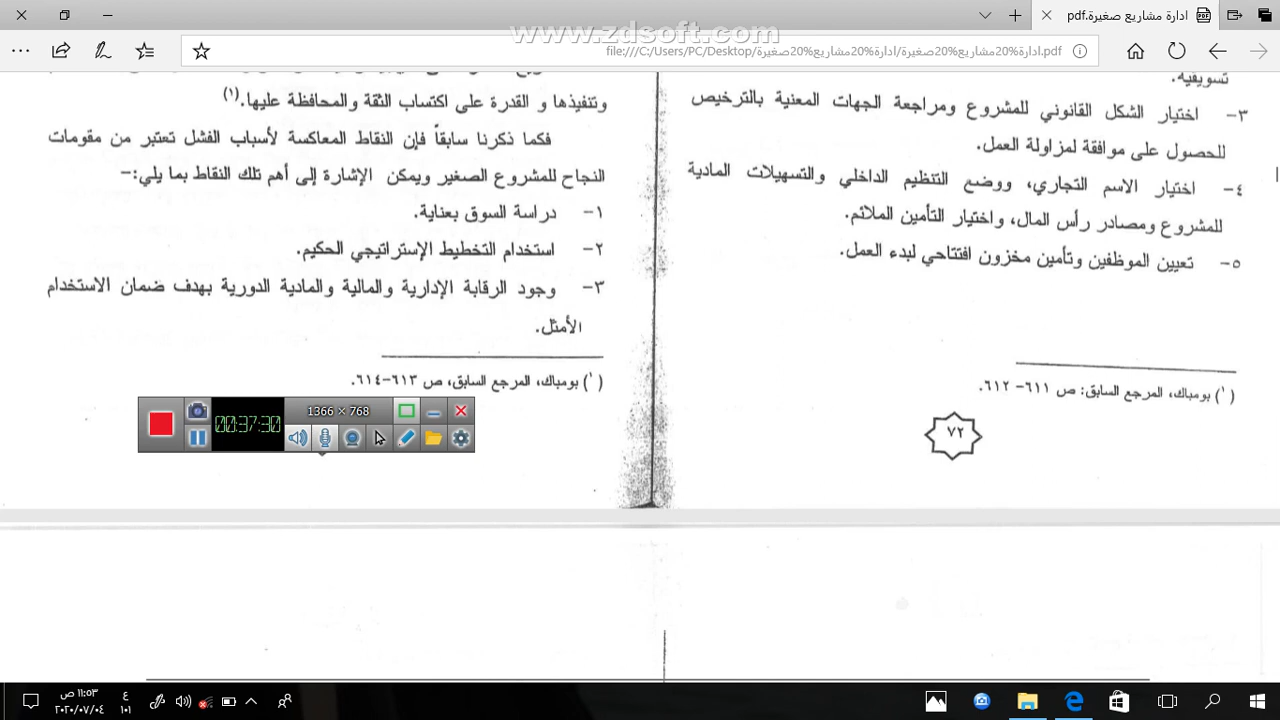 ادارة مشاريع صغيرة.pdf
www.zdsoft.com
file:///C:/Users/PC/Desktop/ادارة%20مشاريع%20صغيرة/ادارة%20مشاريع%20صغيرة.pdf
تسويقيه.
٣- اختيار الشكل القانوني للمشروع ومراجعة الجهات المعنية بالترخيص
للحصول على موافقة لمزاولة العمل.
٤- اختيار الاسم التجاري، ووضع التنظيم الداخلي والتسهيلات المادية
للمشروع ومصادر رأس المال، واختيار التأمين الملائم.
٥- تعيين الموظفين وتأمين مخزون افتتاحي لبدء العمل.
(١) بومباك، المرجع السابق: ص ٦١١- ٦١٢.
٧٢
وتنفيذها و القدرة على اكتساب الثقة والمحافظة عليها.(١)
فكما ذكرنا سابقاً فإن النقاط المعاكسة لأسباب الفشل تعتبر من مقومات
النجاح للمشروع الصغير ويمكن الإشارة إلى أهم تلك النقاط بما يلي:-
١- دراسة السوق بعناية.
٢- استخدام التخطيط الإستراتيجي الحكيم.
٣- وجود الرقابة الإدارية والمالية والمادية الدورية بهدف ضمان الاستخدام
الأمثل.
(١) بومباك، المرجع السابق، ص ٦١٣-٦١٤.
1366 × 768
00:37:30
١١:٥٣ ص
٢٠٢٠/٠٧/٠٤
ع
١٠١